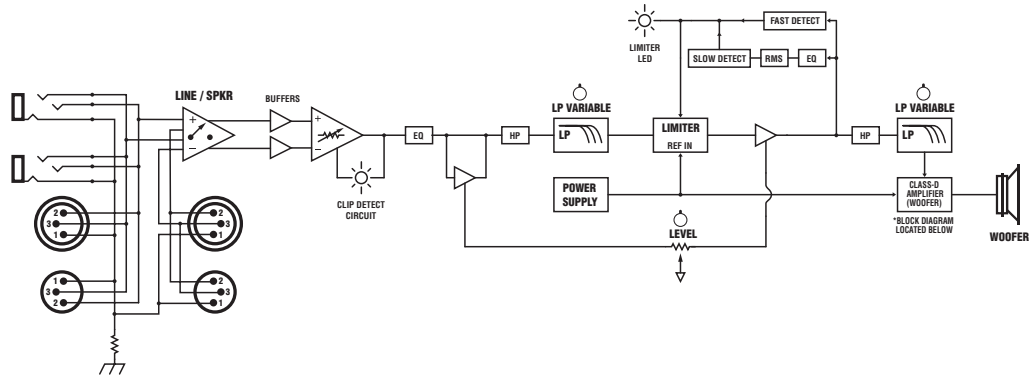 LIMITER
LED
FAST DETECT
SLOW DETECT
RMS
EQ
LINE / SPKR
BUFFERS
+
−
+
−
CLIP DETECT
CIRCUIT
EQ
HP
LP VARIABLE
LP
LIMITER
REF IN
HP
LP VARIABLE
LP
POWER
SUPPLY
LEVEL
CLASS-D
AMPLIFIER
(WOOFER)
*BLOCK DIAGRAM
LOCATED BELOW
WOOFER
2
3
1
2
3
1
1
3
2
2
3
1